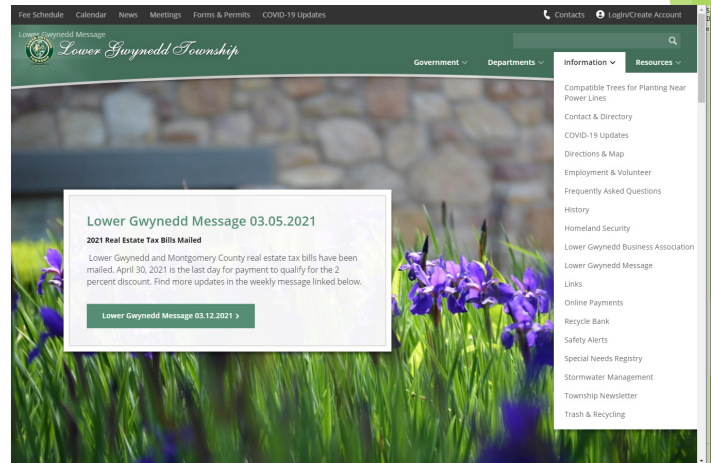 Fee Schedule Calendar News Meetings Forms & Permits COVID-19 Updates Contacts Login/Create Account
Lower Gwynedd Message
Lower Gwynedd Township
Government Departments Information Resources
Compatible Trees for Planting Near
Power Lines
Contact & Directory
COVID-19 Updates
Directions & Map
Employment & Volunteer
Frequently Asked Questions
History
Homeland Security
Lower Gwynedd Business Association
Lower Gwynedd Message
Links
Online Payments
Recycle Bank
Safety Alerts
Special Needs Registry
Stormwater Management
Township Newsletter
Trash & Recycling
Lower Gwynedd Message 03.05.2021
2021 Real Estate Tax Bills Mailed
Lower Gwynedd and Montgomery County real estate tax bills have been
mailed. April 30, 2021 is the last day for payment to qualify for the 2
percent discount. Find more updates in the weekly message linked below.
Lower Gwynedd Message 03.12.2021 >